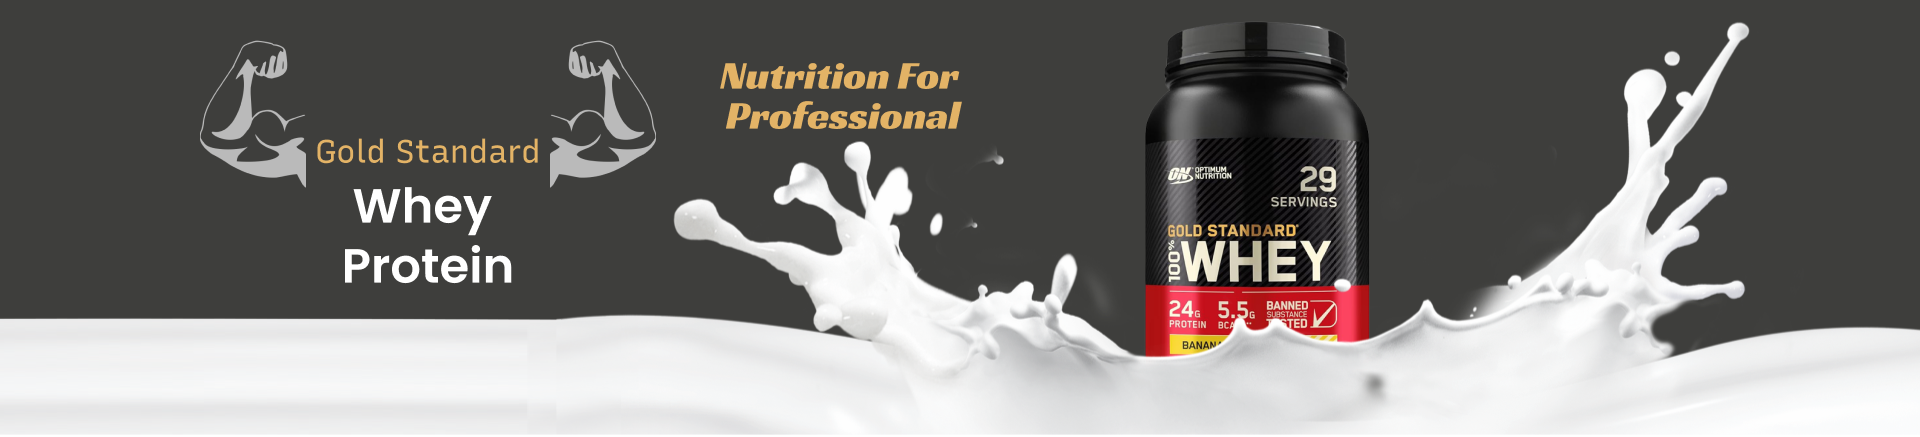 Gold Standard
Whey
Protein
Nutrition For
Professional
ON OPTIMUM
NUTRITION
29
SERVINGS
GOLD STANDARD
100% WHEY
24G
PROTEIN
5.5G
BANNED
SUBSTANCE